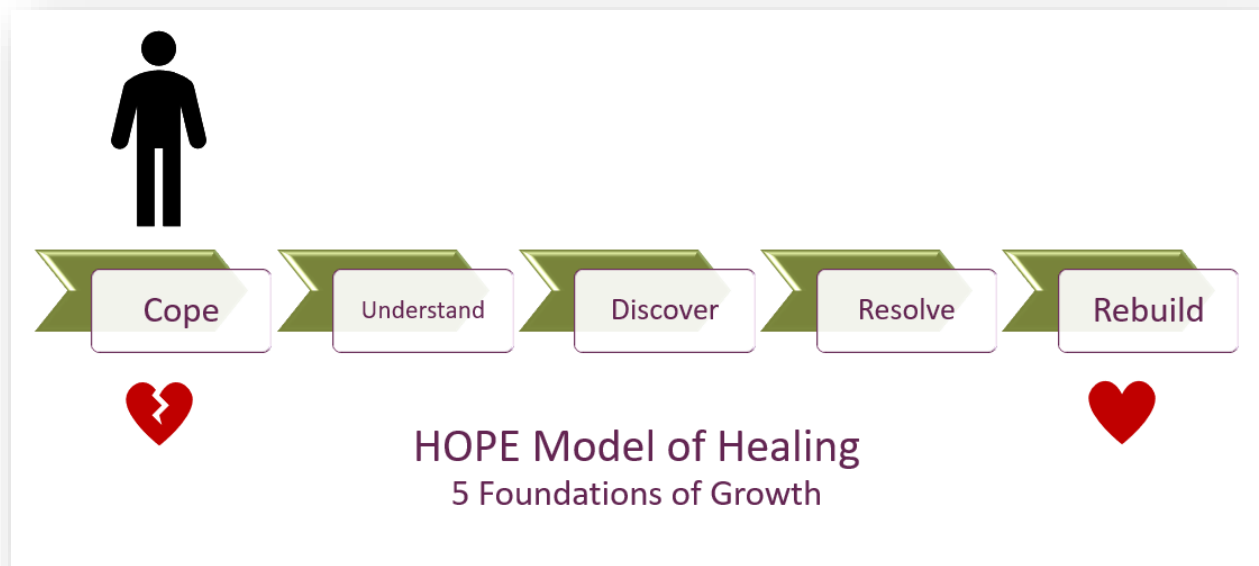 Cope
Understand
Discover
Resolve
Rebuild
HOPE Model of Healing
5 Foundations of Growth